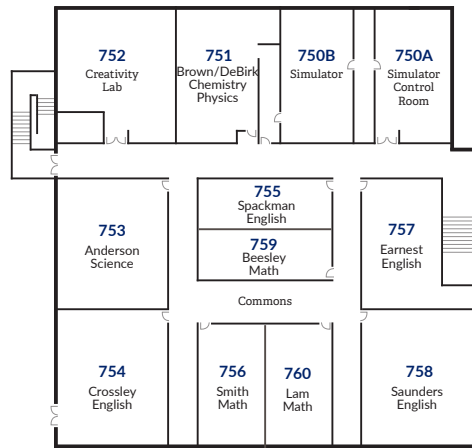 752
Creativity
Lab
751
Brown/DeBirk
Chemistry
Physics
750B
Simulator
750A
Simulator
Control
Room
755
Spackman
English
753
Anderson
Science
759
Beesley
Math
757
Earnest
English
Commons
754
Crossley
English
756
Smith
Math
760
Lam
Math
758
Saunders
English